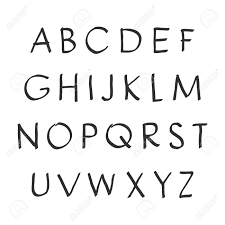 ABCDEF
GHIJKLM
NOPQRST
UVWXYZ